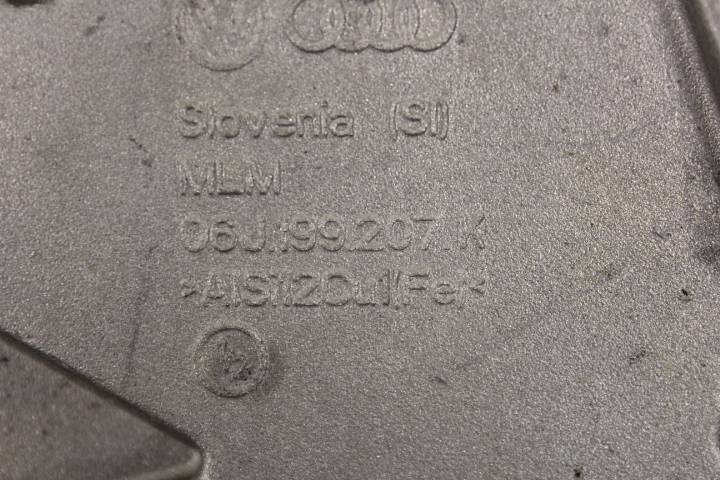 Slovenia (SI)
MLM
06J.199.207.K
>AlSi12Cu1(Fe)<